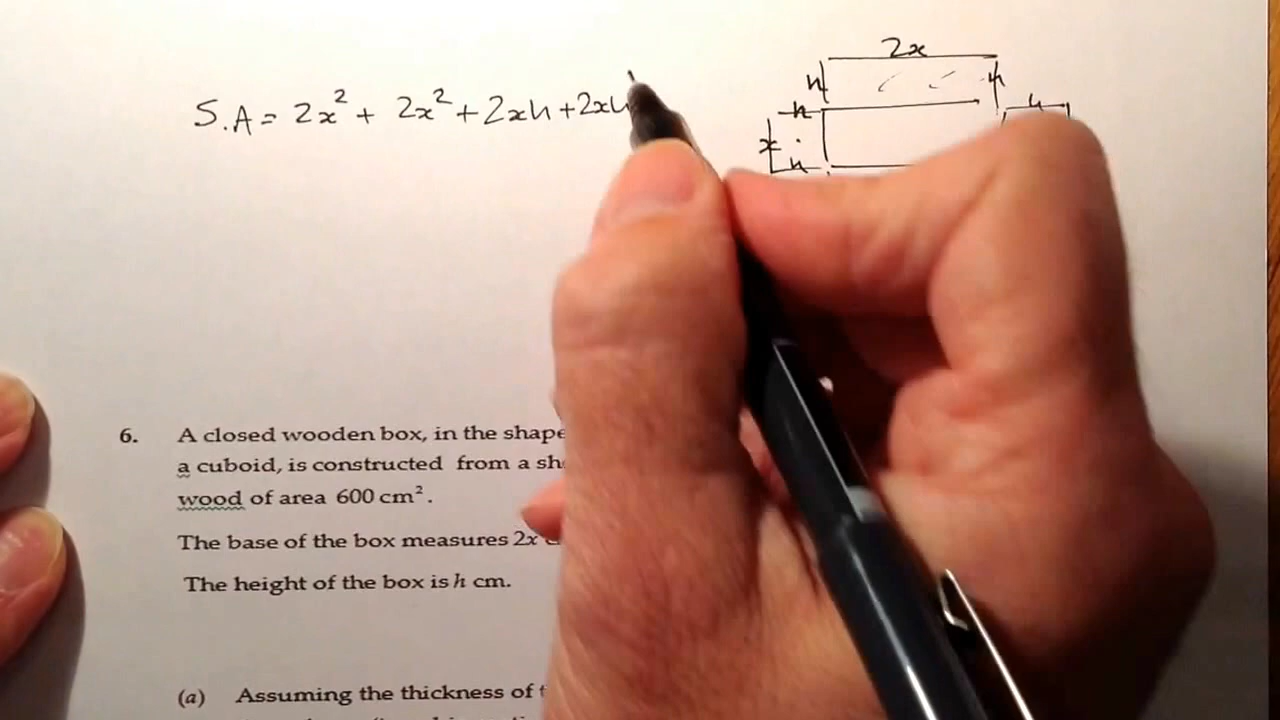 2x
S.A = 2x² + 2x² + 2xh + 2xh
h
h
h
h
x
h
6. A closed wooden box, in the
a cuboid, is constructed from a
wood of area 600 cm².
The base of the box measures 2x
The height of the box is h cm.
(a) Assuming the thickness of